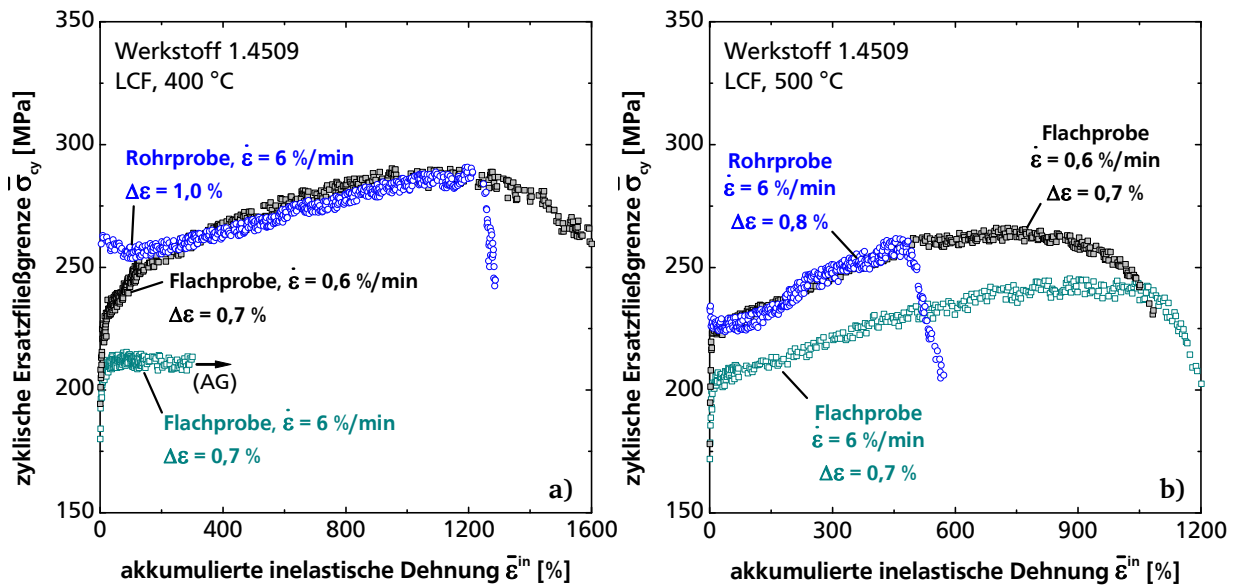 zyklische Ersatzfließgrenze σ̄cy [MPa]
350
300
250
200
150
Werkstoff 1.4509
LCF, 400 °C
Rohrprobe, ε̇ = 6 %/min
Δε = 1,0 %
Flachprobe, ε̇ = 0,6 %/min
Δε = 0,7 %
(AG)
Flachprobe, ε̇ = 6 %/min
Δε = 0,7 %
a)
0 400 800 1200 1600
akkumulierte inelastische Dehnung ε̄in [%]
zyklische Ersatzfließgrenze σ̄cy [MPa]
350
300
250
200
150
Werkstoff 1.4509
LCF, 500 °C
Flachprobe
ε̇ = 0,6 %/min
Δε = 0,7 %
Rohrprobe
ε̇ = 6 %/min
Δε = 0,8 %
Flachprobe
ε̇ = 6 %/min
Δε = 0,7 %
b)
0 300 600 900 1200
akkumulierte inelastische Dehnung ε̄in [%]